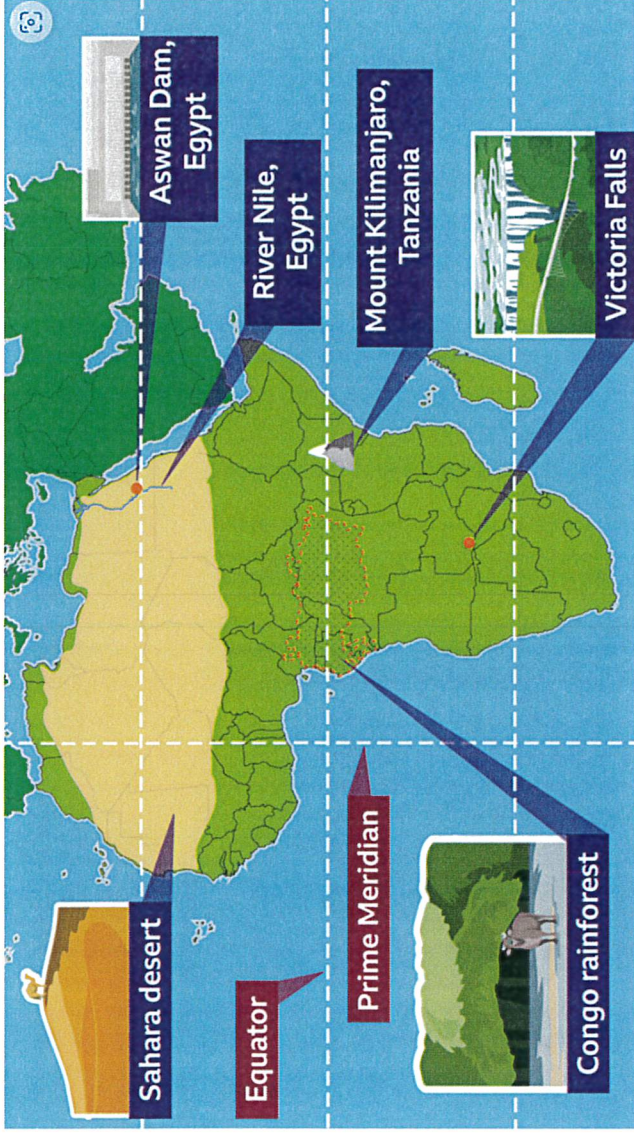 Aswan Dam,
Egypt
River Nile,
Egypt
Mount Kilimanjaro,
Tanzania
Victoria Falls
Sahara desert
Equator
Prime Meridian
Congo rainforest